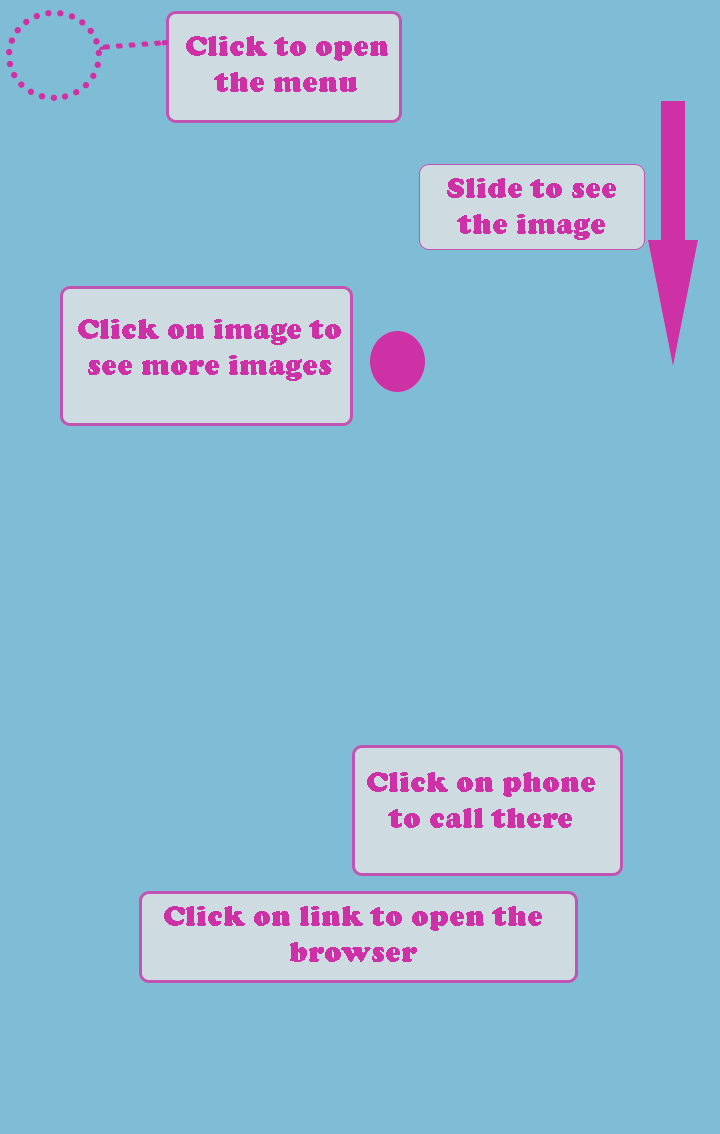 Click to open
the menu
Slide to see
the image
Click on image to
see more images
Click on phone
to call there
Click on link to open the
browser